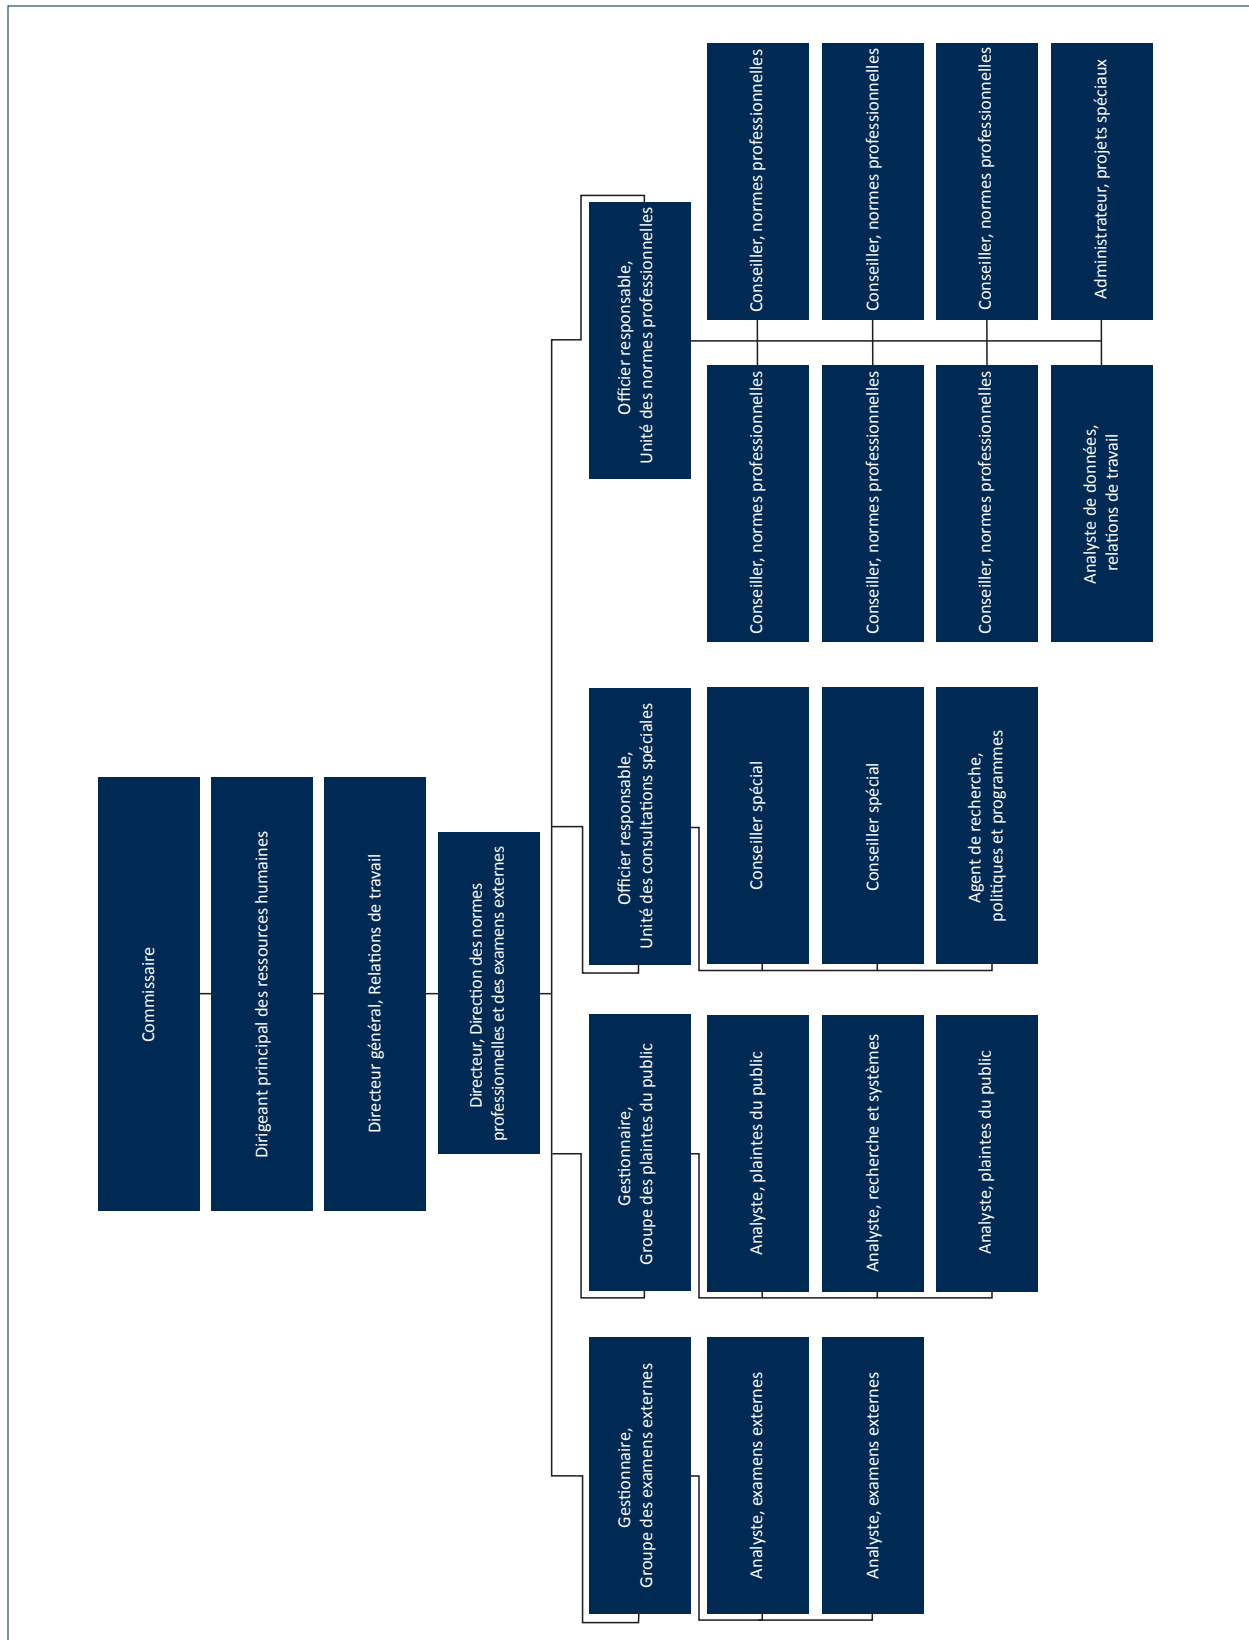 Commissaire
Dirigeant principal des ressources humaines
Directeur général, Relations de travail
Directeur, Direction des normes
professionnelles et des examens externes
Gestionnaire,
Groupe des examens externes
Analyste, examens externes
Analyste, examens externes
Gestionnaire,
Groupe des plaintes du public
Analyste, plaintes du public
Analyste, recherche et systèmes
Analyste, plaintes du public
Officier responsable,
Unité des consultations spéciales
Conseiller spécial
Conseiller spécial
Agent de recherche,
politiques et programmes
Officier responsable,
Unité des normes professionnelles
Conseiller, normes professionnelles
Conseiller, normes professionnelles
Conseiller, normes professionnelles
Conseiller, normes professionnelles
Conseiller, normes professionnelles
Conseiller, normes professionnelles
Analyste de données,
relations de travail
Administrateur, projets spéciaux